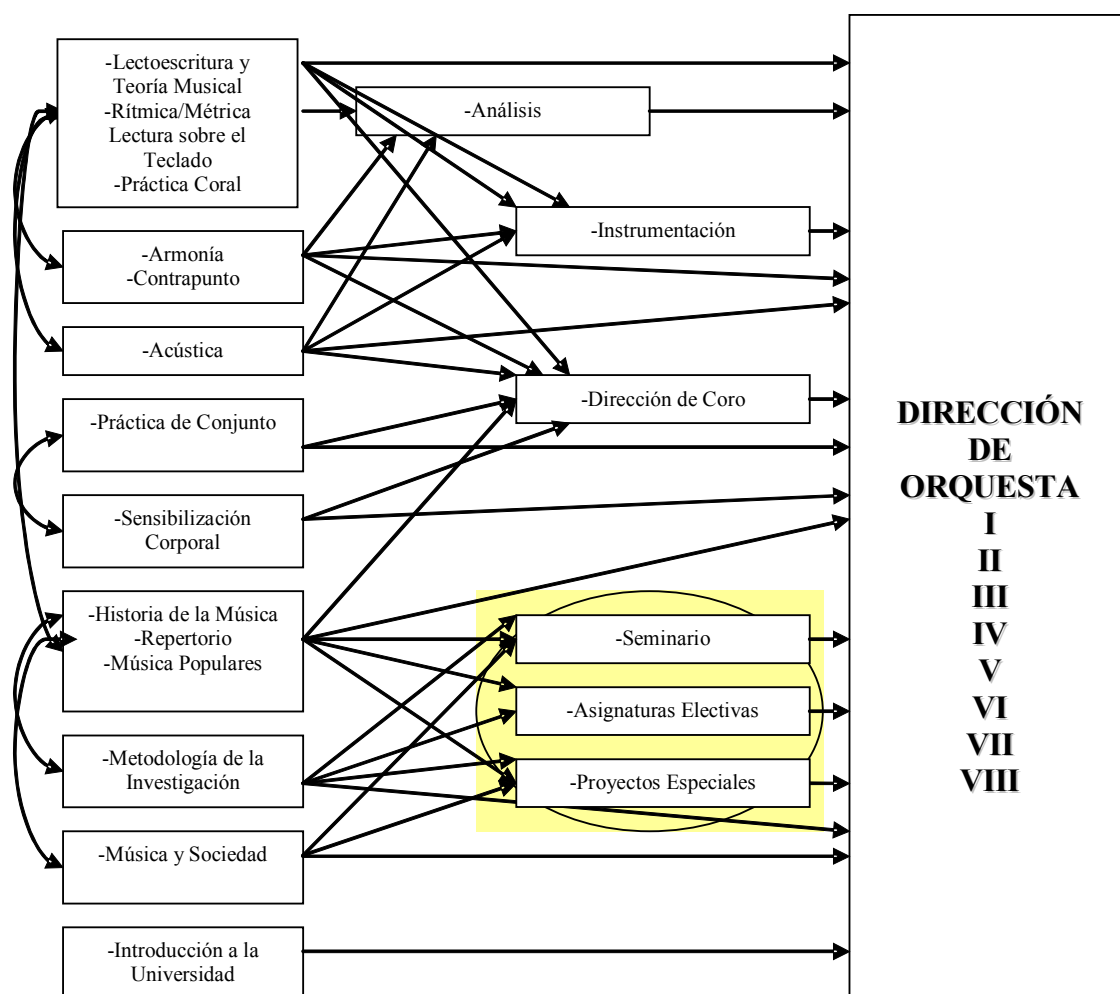 -Lectoescritura y
Teoría Musical
-Rítmica/Métrica
Lectura sobre el
Teclado
-Práctica Coral
-Análisis
-Instrumentación
-Armonía
-Contrapunto
-Acústica
-Dirección de Coro
-Práctica de Conjunto
-Sensibilización
Corporal
-Historia de la Música
-Repertorio
-Música Populares
-Seminario
-Asignaturas Electivas
-Metodología de la
Investigación
-Proyectos Especiales
-Música y Sociedad
-Introducción a la
Universidad
DIRECCIÓN
DE
ORQUESTA
I
II
III
IV
V
VI
VII
VIII